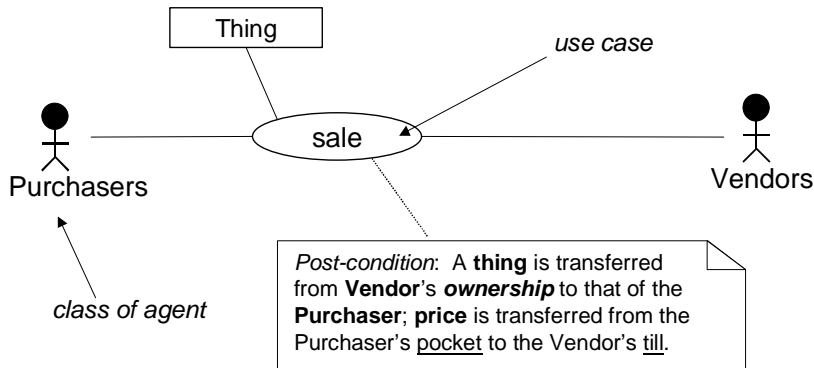 Thing
use case
sale
Purchasers
Vendors
class of agent
Post-condition: A thing is transferred
from Vendor's ownership to that of the
Purchaser; price is transferred from the
Purchaser's pocket to the Vendor's till.